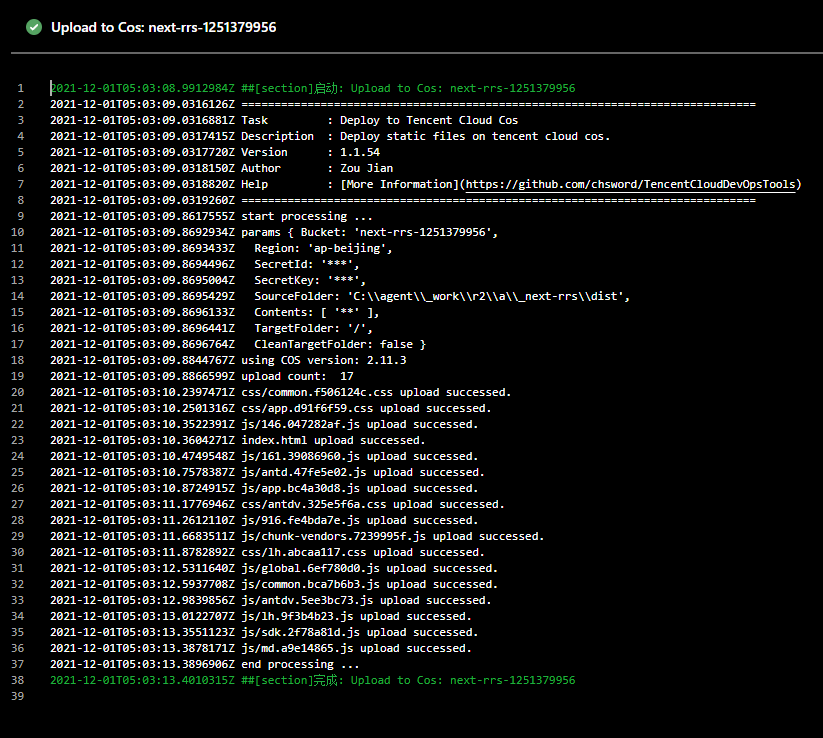 Upload to Cos: next-rrs-1251379956
1 2021-12-01T05:03:08.9912984Z ##[section]启动: Upload to Cos: next-rrs-1251379956
2 2021-12-01T05:03:09.0316126Z ==============================================================================
3 2021-12-01T05:03:09.0316881Z Task         : Deploy to Tencent Cloud Cos
4 2021-12-01T05:03:09.0317415Z Description  : Deploy static files on tencent cloud cos.
5 2021-12-01T05:03:09.0317720Z Version      : 1.1.54
6 2021-12-01T05:03:09.0318150Z Author       : Zou Jian
7 2021-12-01T05:03:09.0318820Z Help         : [More Information](https://github.com/chsword/TencentCloudDevOpsTools)
8 2021-12-01T05:03:09.0319260Z ==============================================================================
9 2021-12-01T05:03:09.8617555Z start processing ...
10 2021-12-01T05:03:09.8692934Z params { Bucket: 'next-rrs-1251379956',
11 2021-12-01T05:03:09.8693433Z   Region: 'ap-beijing',
12 2021-12-01T05:03:09.8694496Z   SecretId: '***',
13 2021-12-01T05:03:09.8695004Z   SecretKey: '***',
14 2021-12-01T05:03:09.8695429Z   SourceFolder: 'C:\\agent\\_work\\r2\\a\\_next-rrs\\dist',
15 2021-12-01T05:03:09.8696133Z   Contents: [ '**' ],
16 2021-12-01T05:03:09.8696441Z   TargetFolder: '/',
17 2021-12-01T05:03:09.8696764Z   CleanTargetFolder: false }
18 2021-12-01T05:03:09.8844767Z using COS version: 2.11.3
19 2021-12-01T05:03:09.8866599Z upload count:  17
20 2021-12-01T05:03:10.2397471Z css/common.f506124c.css upload successed.
21 2021-12-01T05:03:10.2501316Z css/app.d91f6f59.css upload successed.
22 2021-12-01T05:03:10.3522391Z js/146.047282af.js upload successed.
23 2021-12-01T05:03:10.3604271Z index.html upload successed.
24 2021-12-01T05:03:10.4749548Z js/161.39086960.js upload successed.
25 2021-12-01T05:03:10.7578387Z js/antd.47fe5e02.js upload successed.
26 2021-12-01T05:03:10.8724915Z js/app.bc4a30d8.js upload successed.
27 2021-12-01T05:03:11.1776946Z css/antdv.325e5f6a.css upload successed.
28 2021-12-01T05:03:11.2612110Z js/916.fe4bda7e.js upload successed.
29 2021-12-01T05:03:11.6683511Z js/chunk-vendors.7239995f.js upload successed.
30 2021-12-01T05:03:11.8782892Z css/lh.abcaa117.css upload successed.
31 2021-12-01T05:03:12.5311640Z js/global.6ef780d0.js upload successed.
32 2021-12-01T05:03:12.5937708Z js/common.bca7b6b3.js upload successed.
33 2021-12-01T05:03:12.9839856Z js/antdv.5ee3bc73.js upload successed.
34 2021-12-01T05:03:13.0122707Z js/lh.9f3b4b23.js upload successed.
35 2021-12-01T05:03:13.3551123Z js/sdk.2f78a81d.js upload successed.
36 2021-12-01T05:03:13.3878171Z js/md.a9e14865.js upload successed.
37 2021-12-01T05:03:13.3896906Z end processing ...
38 2021-12-01T05:03:13.4010315Z ##[section]完成: Upload to Cos: next-rrs-1251379956
39